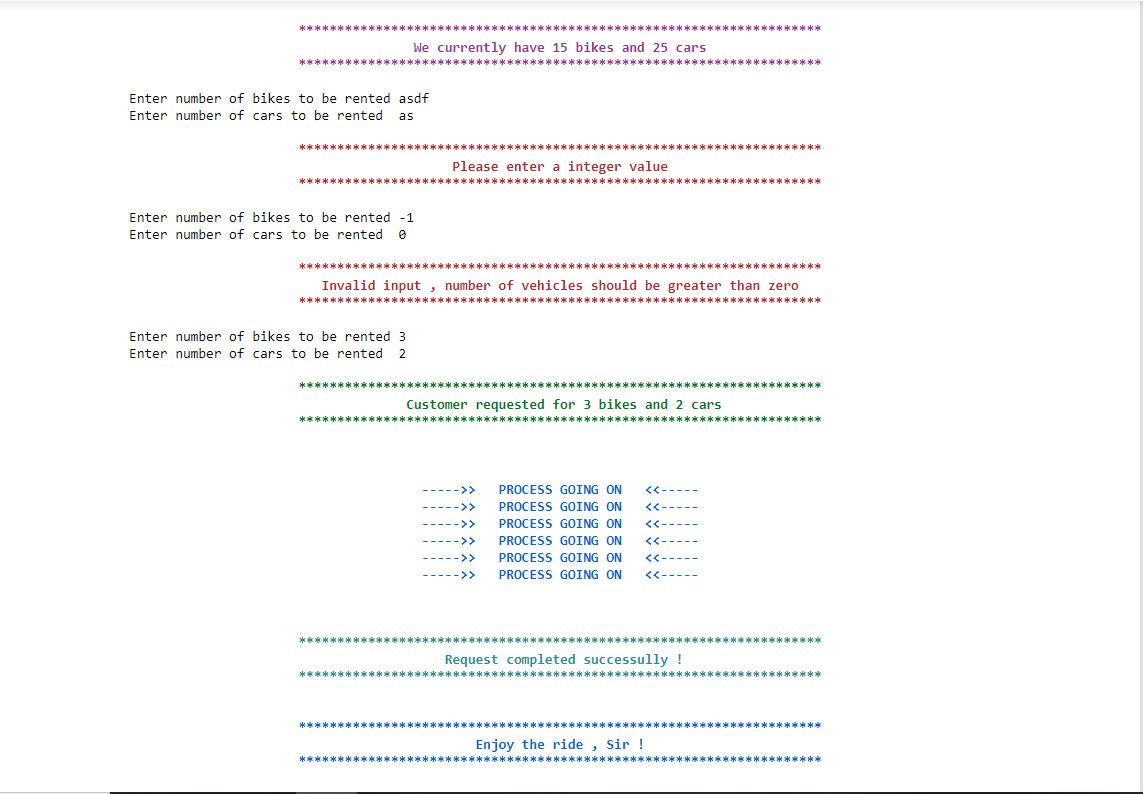 ********************************************************************
We currently have 15 bikes and 25 cars
********************************************************************
Enter number of bikes to be rented asdf
Enter number of cars to be rented  as
********************************************************************
Please enter a integer value
********************************************************************
Enter number of bikes to be rented -1
Enter number of cars to be rented  0
********************************************************************
Invalid input , number of vehicles should be greater than zero
********************************************************************
Enter number of bikes to be rented 3
Enter number of cars to be rented  2
********************************************************************
Customer requested for 3 bikes and 2 cars
********************************************************************
----->>   PROCESS GOING ON   <<-----
----->>   PROCESS GOING ON   <<-----
----->>   PROCESS GOING ON   <<-----
----->>   PROCESS GOING ON   <<-----
----->>   PROCESS GOING ON   <<-----
----->>   PROCESS GOING ON   <<-----
********************************************************************
Request completed successully !
********************************************************************
********************************************************************
Enjoy the ride , Sir !
********************************************************************